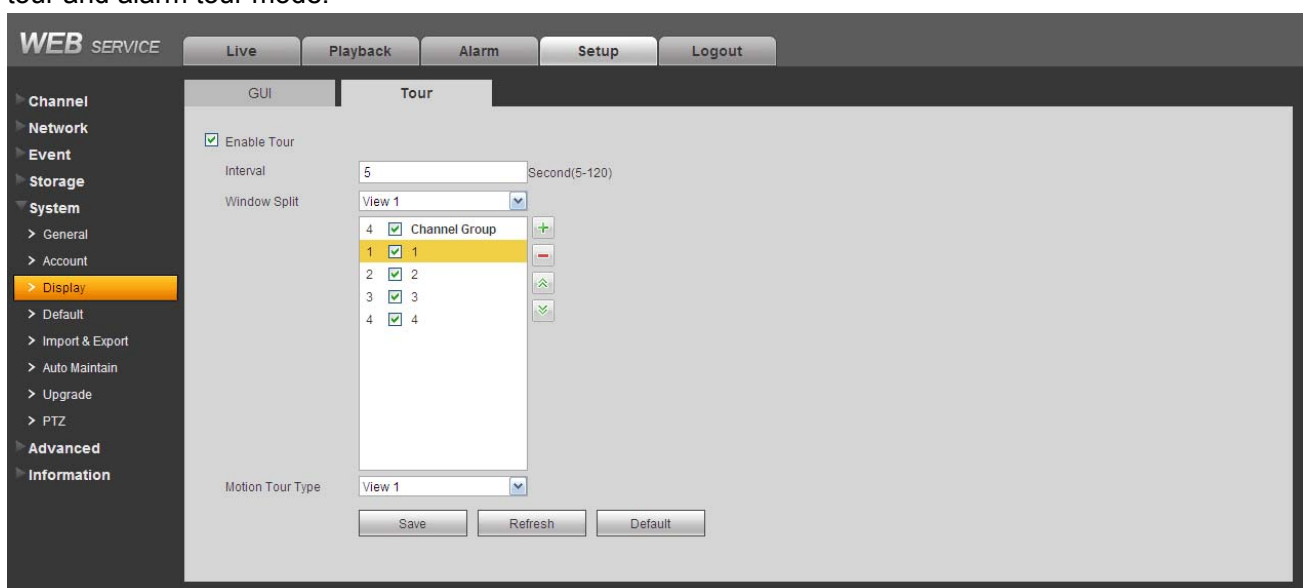 tour and alarm tour mode.
WEB SERVICE
Live Playback Alarm Setup Logout
GUI Tour
Channel
Network
Event
Storage
System
> General
> Account
> Display
> Default
> Import & Export
> Auto Maintain
> Upgrade
> PTZ
Advanced
Information
Enable Tour
Interval 5 Second(5-120)
Window Split View 1
4 Channel Group
1 1
2 2
3 3
4 4
Motion Tour Type View 1
Save Refresh Default